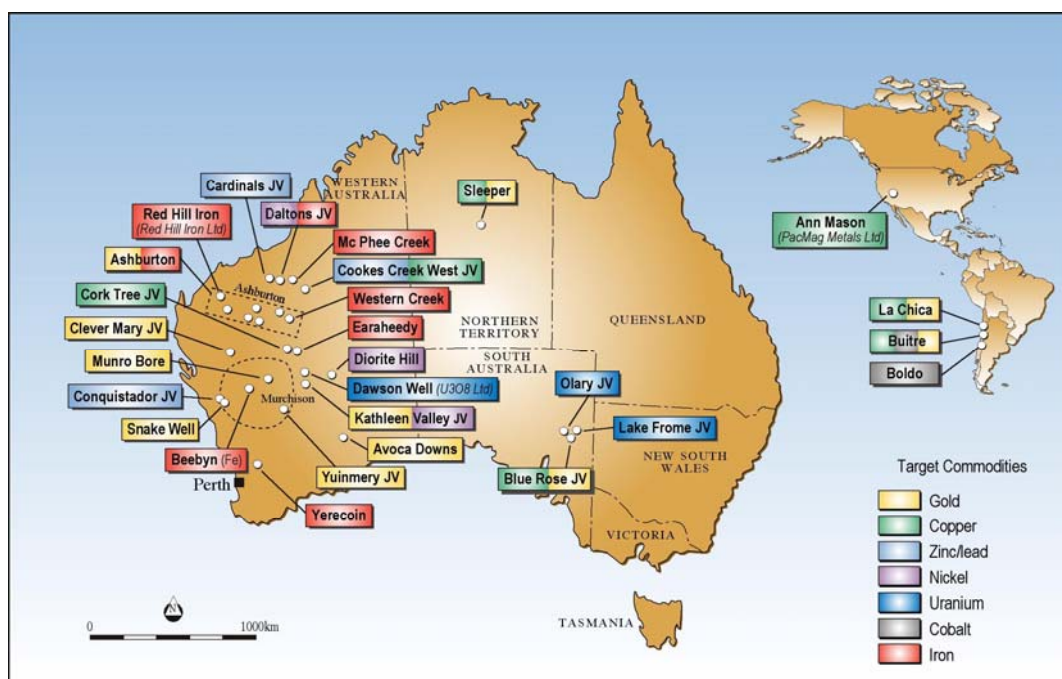 Cardinals JV
WESTERN
AUSTRALIA
Sleeper
Red Hill Iron
(Red Hill Iron Ltd)
Daltons JV
Ann Mason
(PacMag Metals Ltd)
Mc Phee Creek
Ashburton
Cookes Creek West JV
Cork Tree JV
Ashburton
Western Creek
Clever Mary JV
Earaheedy
NORTHERN
TERRITORY
QUEENSLAND
La Chica
Munro Bore
Diorite Hill
SOUTH
AUSTRALIA
Buitre
Conquistador JV
Murchison
Dawson Well (U3O8 Ltd)
Olary JV
Boldo
Snake Well
Kathleen Valley JV
Lake Frome JV
Beebyn (Fe)
Avoca Downs
NEW SOUTH
WALES
Perth
Yuinmery JV
Blue Rose JV
Yerecoin
VICTORIA
TASMANIA
Target Commodities
Gold
Copper
Zinc/lead
Nickel
Uranium
Cobalt
Iron
N
0 1000km